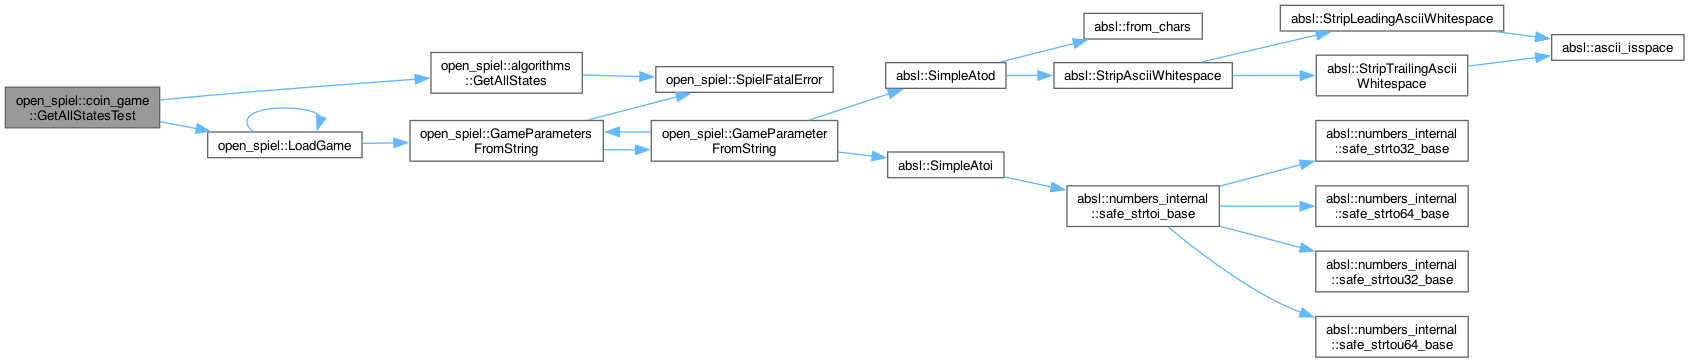 open_spiel::coin_game
::GetAllStatesTest
open_spiel::algorithms
::GetAllStates
open_spiel::LoadGame
open_spiel::SpielFatalError
open_spiel::GameParameters
FromString
open_spiel::GameParameter
FromString
absl::SimpleAtod
absl::SimpleAtoi
absl::from_chars
absl::StripAsciiWhitespace
absl::numbers_internal
::safe_strtoi_base
absl::StripLeadingAsciiWhitespace
absl::StripTrailingAscii
Whitespace
absl::ascii_isspace
absl::numbers_internal
::safe_strto32_base
absl::numbers_internal
::safe_strto64_base
absl::numbers_internal
::safe_strtou32_base
absl::numbers_internal
::safe_strtou64_base